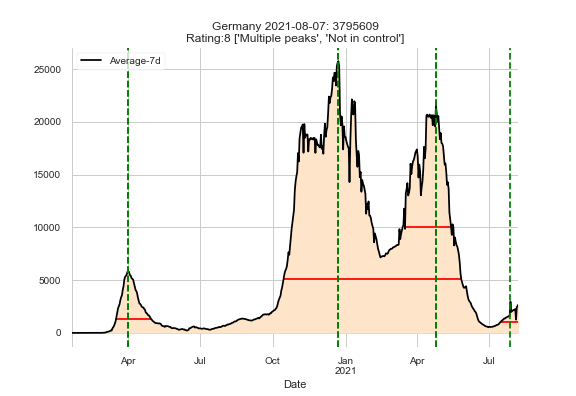 Germany 2021-08-07: 3795609
Rating:8 ['Multiple peaks', 'Not in control']
Average-7d
25000
20000
15000
10000
5000
0
Apr
Jul
Oct
Jan
2021
Apr
Jul
Date